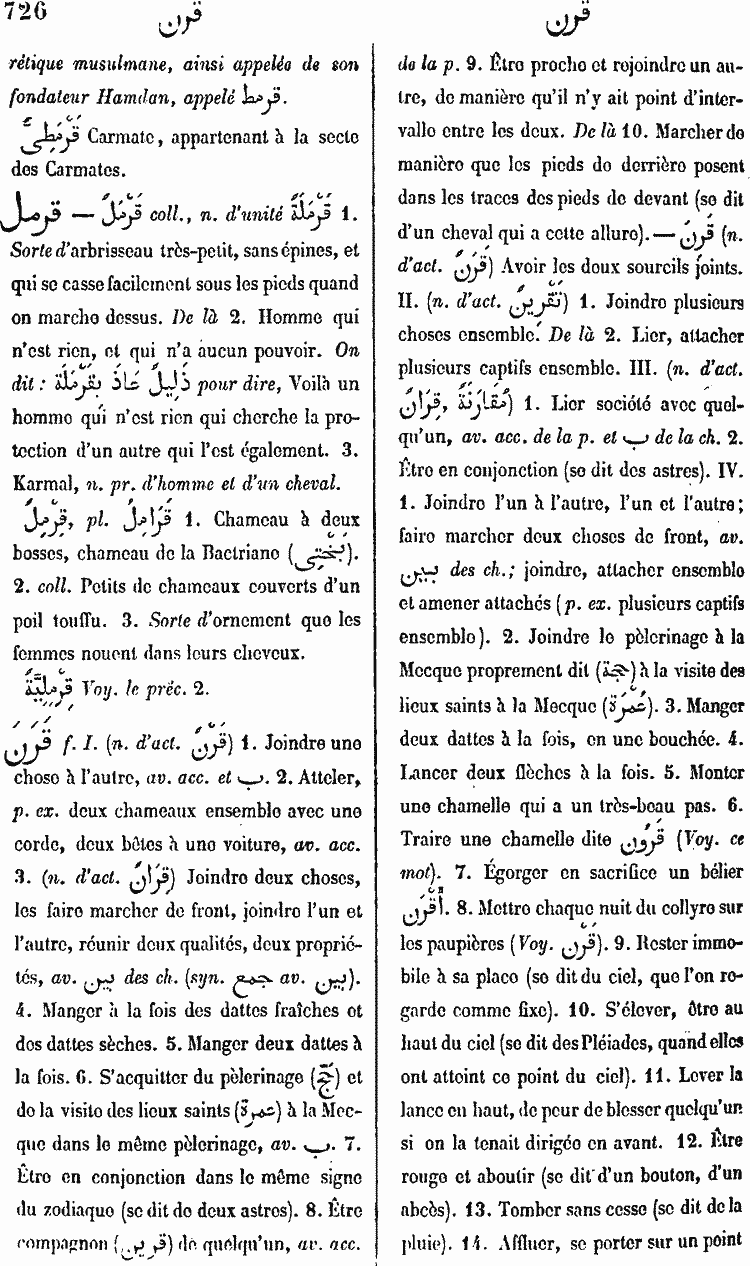 726 قرن قرن
rétique musulmane, ainsi appelée de son
fondateur Hamdan, appelé قرمط.
قَرْمَطِىٌّ Carmate, appartenant à la secte
des Carmates.
قرمل — قَرْمَلٌ coll., n. d'unité قَرْمَلَةٌ 1.
Sorte d'arbrisseau très-petit, sans épines, et
qui se casse facilement sous les pieds quand
on marche dessus. De là 2. Homme qui
n'est rien, et qui n'a aucun pouvoir. On
dit : ذَلِيلٌ عَاذَ بِقَرْمَلَةٍ pour dire, Voilà un
homme qui n'est rien qui cherche la pro-
tection d'un autre qui l'est également. 3.
Karmal, n. pr. d'homme et d'un cheval.
قِرْمِلٌ, pl. قَرَامِلُ 1. Chameau à deux
bosses, chameau de la Bactriane (بُخْتِى).
2. coll. Petits de chameaux couverts d'un
poil touffu. 3. Sorte d'ornement que les
femmes nouent dans leurs cheveux.
قِرْمِلِيَّةٌ Voy. le préc. 2.
قَرَنَ f. I. (n. d'act. قَرْنٌ) 1. Joindre une
chose à l'autre, av. acc. et ب. 2. Atteler,
p. ex. deux chameaux ensemble avec une
corde, deux bêtes à une voiture, av. acc.
3. (n. d'act. قِرَانٌ) Joindre deux choses,
les faire marcher de front, joindre l'un et
l'autre, réunir deux qualités, deux proprié-
tés, av. بين des ch. (syn. جمع av. بين).
4. Manger à la fois des dattes fraîches et
des dattes sèches. 5. Manger deux dattes à
la fois. 6. S'acquitter du pèlerinage (حَجّ) et
de la visite des lieux saints (عمرة) à la Mec-
que dans le même pèlerinage, av. ب. 7.
Être en conjonction dans le même signe
du zodiaque (se dit de deux astres). 8. Être
compagnon (قرين) de quelqu'un, av. acc.
de la p. 9. Être proche et rejoindre un au-
tre, de manière qu'il n'y ait point d'inter-
valle entre les deux. De là 10. Marcher de
manière que les pieds de derrière posent
dans les traces des pieds de devant (se dit
d'un cheval qui a cette allure). — قَرِنَ (n.
d'act. قَرَنٌ) Avoir les deux sourcils joints.
II. (n. d'act. تَقْرِينٌ) 1. Joindre plusieurs
choses ensemble. De là 2. Lier, attacher
plusieurs captifs ensemble. III. (n. d'act.
مُقَارَنَةٌ, قِرَانٌ) 1. Lier société avec quel-
qu'un, av. acc. de la p. et ب de la ch. 2.
Être en conjonction (se dit des astres). IV.
1. Joindre l'un à l'autre, l'un et l'autre;
faire marcher deux choses de front, av.
بين des ch.; joindre, attacher ensemble
et amener attachés (p. ex. plusieurs captifs
ensemble). 2. Joindre le pèlerinage à la
Mecque proprement dit (حجة) à la visite des
lieux saints à la Mecque (عُمْرَة). 3. Manger
deux dattes à la fois, en une bouchée. 4.
Lancer deux flèches à la fois. 5. Monter
une chamelle qui a un très-beau pas. 6.
Traire une chamelle dite قَرُون (Voy. ce
mot). 7. Égorger en sacrifice un bélier
أَقْرَن. 8. Mettre chaque nuit du collyre sur
les paupières (Voy. قَرْن). 9. Rester immo-
bile à sa place (se dit du ciel, que l'on re-
garde comme fixe). 10. S'élever, être au
haut du ciel (se dit des Pléiades, quand elles
ont atteint ce point du ciel). 11. Lever la
lance en haut, de peur de blesser quelqu'un
si on la tenait dirigée en avant. 12. Être
rouge et aboutir (se dit d'un bouton, d'un
abcès). 13. Tomber sans cesse (se dit de la
pluie). 14. Affluer, se porter sur un point